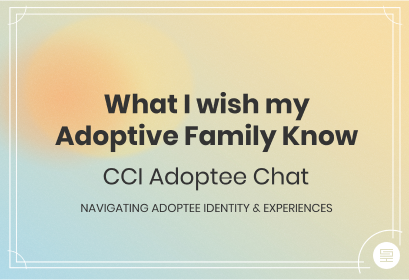 What I wish my
Adoptive Family Know
CCI Adoptee Chat
NAVIGATING ADOPTEE IDENTITY & EXPERIENCES